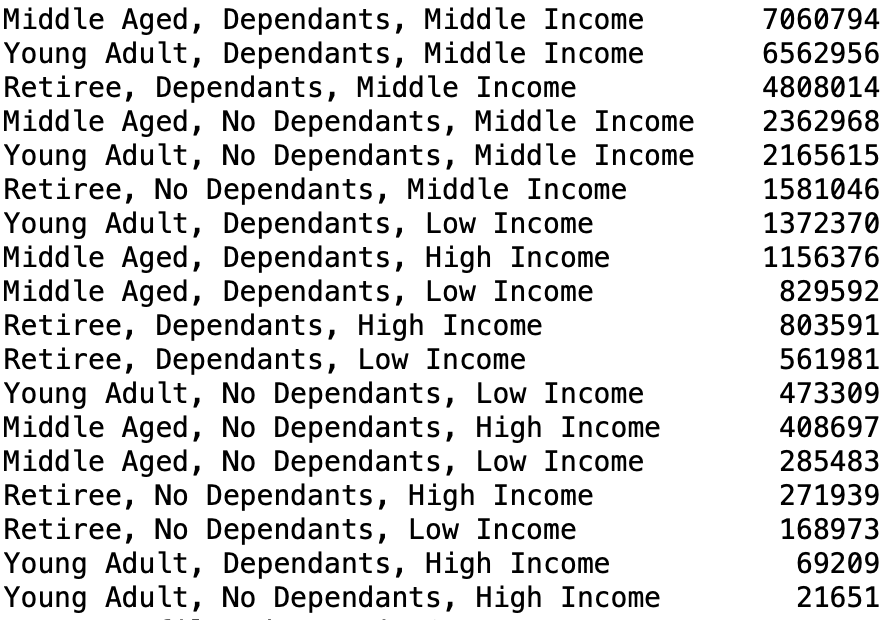 Middle Aged, Dependants, Middle Income 7060794
Young Adult, Dependants, Middle Income 6562956
Retiree, Dependants, Middle Income 4808014
Middle Aged, No Dependants, Middle Income 2362968
Young Adult, No Dependants, Middle Income 2165615
Retiree, No Dependants, Middle Income 1581046
Young Adult, Dependants, Low Income 1372370
Middle Aged, Dependants, High Income 1156376
Middle Aged, Dependants, Low Income 829592
Retiree, Dependants, High Income 803591
Retiree, Dependants, Low Income 561981
Young Adult, No Dependants, Low Income 473309
Middle Aged, No Dependants, High Income 408697
Middle Aged, No Dependants, Low Income 285483
Retiree, No Dependants, High Income 271939
Retiree, No Dependants, Low Income 168973
Young Adult, Dependants, High Income 69209
Young Adult, No Dependants, High Income 21651